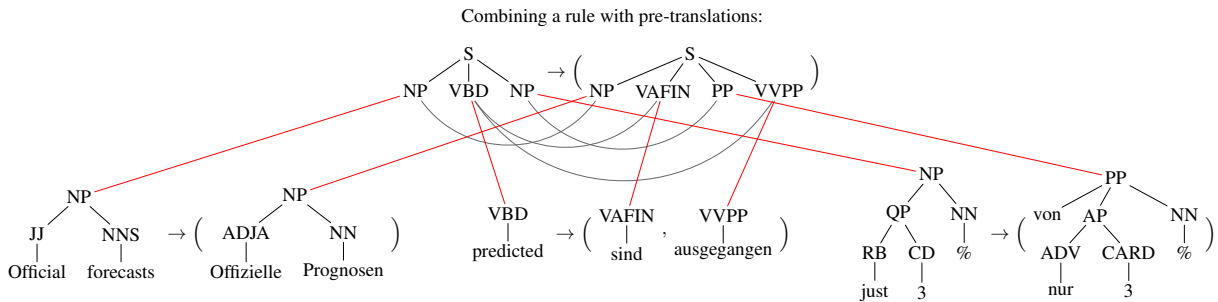 Combining a rule with pre-translations:
S → ( S )
NP VBD NP NP VAFIN PP VVPP
NP NP NP PP
JJ NNS → ( ADJA NN ) VBD → ( VAFIN , VVPP ) QP NN → ( von AP NN )
Official forecasts Offizielle Prognosen predicted sind ausgegangen RB CD % ADV CARD %
just 3 nur 3